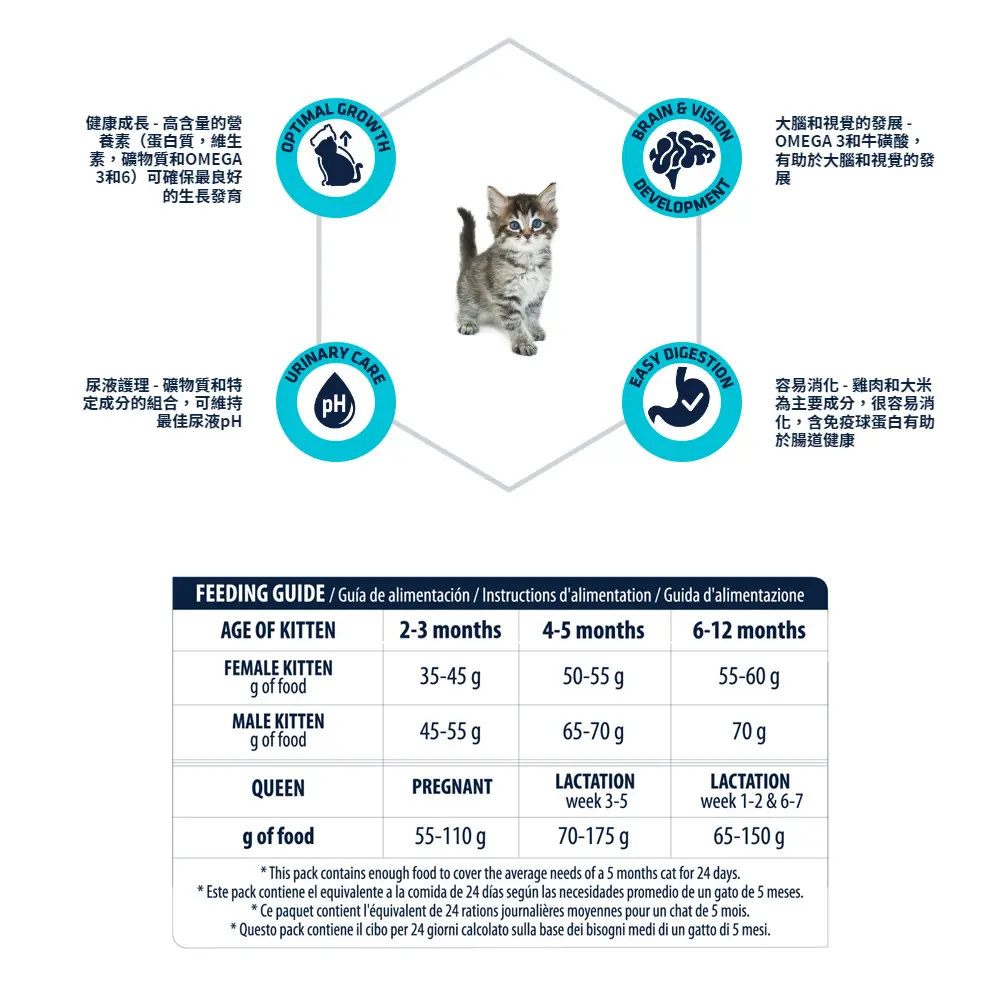 健康成長 - 高含量的營
養素（蛋白質，維生
素，礦物質和OMEGA
3和6）可確保最良好
的生長發育
OPTIMAL GROWTH
BRAIN & VISION
DEVELOPMENT
大腦和視覺的發展 -
OMEGA 3和牛磺酸，
有助於大腦和視覺的發
展
尿液護理 - 礦物質和特
定成分的組合，可維持
最佳尿液pH
URINARY CARE
pH
EASY DIGESTION
容易消化 - 雞肉和大米
為主要成分，很容易消
化，含免疫球蛋白有助
於腸道健康
FEEDING GUIDE / Guía de alimentación / Instructions d'alimentation / Guida d'alimentazione
AGE OF KITTEN 2-3 months 4-5 months 6-12 months
FEMALE KITTEN
g of food
35-45 g 50-55 g 55-60 g
MALE KITTEN
g of food
45-55 g 65-70 g 70 g
QUEEN PREGNANT LACTATION LACTATION
week 3-5 week 1-2 & 6-7
g of food 55-110 g 70-175 g 65-150 g
* This pack contains enough food to cover the average needs of a 5 months cat for 24 days.
* Este pack contiene el equivalente a la comida de 24 días según las necesidades promedio de un gato de 5 meses.
* Ce paquet contient l'équivalent de 24 rations journalières moyennes pour un chat de 5 mois.
* Questo pack contiene il cibo per 24 giorni calcolato sulla base dei bisogni medi di un gatto di 5 mesi.